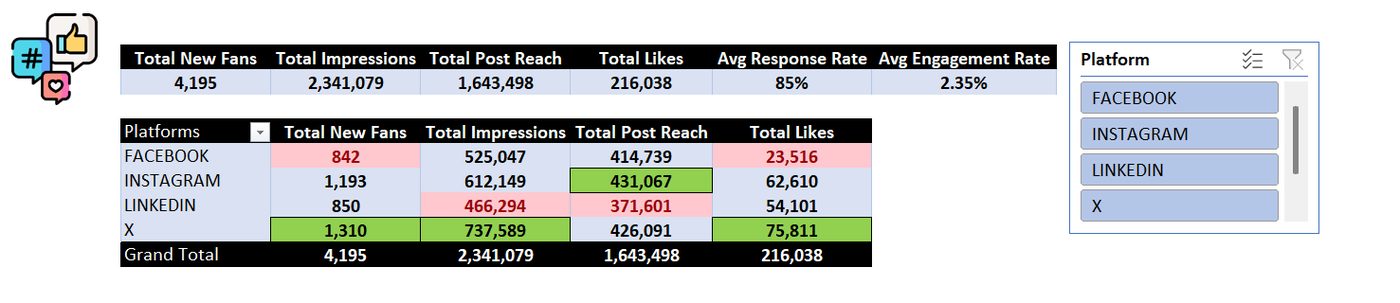 #
Total New Fans Total Impressions Total Post Reach Total Likes Avg Response Rate Avg Engagement Rate
4,195 2,341,079 1,643,498 216,038 85% 2.35%
Platform
FACEBOOK
INSTAGRAM
LINKEDIN
X
Platforms Total New Fans Total Impressions Total Post Reach Total Likes
FACEBOOK 842 525,047 414,739 23,516
INSTAGRAM 1,193 612,149 431,067 62,610
LINKEDIN 850 466,294 371,601 54,101
X 1,310 737,589 426,091 75,811
Grand Total 4,195 2,341,079 1,643,498 216,038